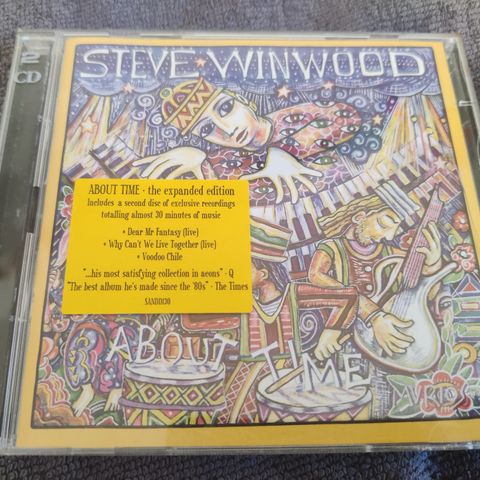 2
CD
STEVE WINWOOD
ABOUT TIME - the expanded edition
Includes a second disc of exclusive recordings
totalling almost 30 minutes of music
• Dear Mr Fantasy (live)
• Why Can't We Live Together (live)
• Voodoo Chile
"...his most satisfying collection in aeons" - Q
"The best album he's made since the '80s" - The Times
ABOUT TIME